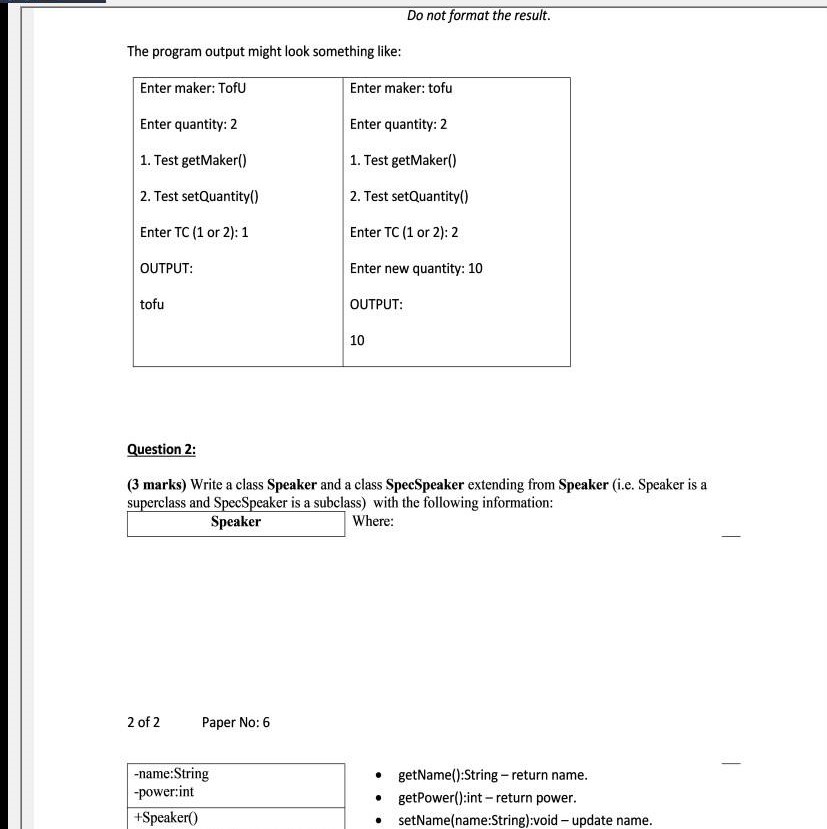 Do not format the result.
The program output might look something like:
Enter maker: TofU
Enter quantity: 2
1. Test getMaker()
2. Test setQuantity()
Enter TC (1 or 2): 1
OUTPUT:
tofu
Enter maker: tofu
Enter quantity: 2
1. Test getMaker()
2. Test setQuantity()
Enter TC (1 or 2): 2
Enter new quantity: 10
OUTPUT:
10
Question 2:
(3 marks) Write a class Speaker and a class SpecSpeaker extending from Speaker (i.e. Speaker is a
superclass and SpecSpeaker is a subclass) with the following information:
Speaker
Where:
2 of 2 Paper No: 6
-name:String
-power:int
+Speaker()
• getName():String – return name.
• getPower():int – return power.
• setName(name:String):void – update name.